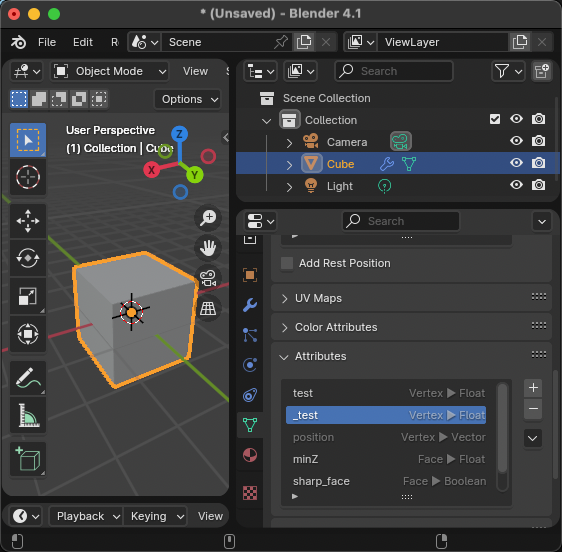 * (Unsaved) - Blender 4.1
File Edit R Scene ViewLayer
Object Mode View S Search
Options
User Perspective
(1) Collection | Cube
Z
X
Y
Scene Collection
Collection
Camera
Cube
Light
Search
Add Rest Position
UV Maps
Color Attributes
Attributes
test Vertex ▶ Float
_test Vertex ▶ Float
position Vertex ▶ Vector
minZ Face ▶ Float
sharp_face Face ▶ Boolean
Playback Keying View